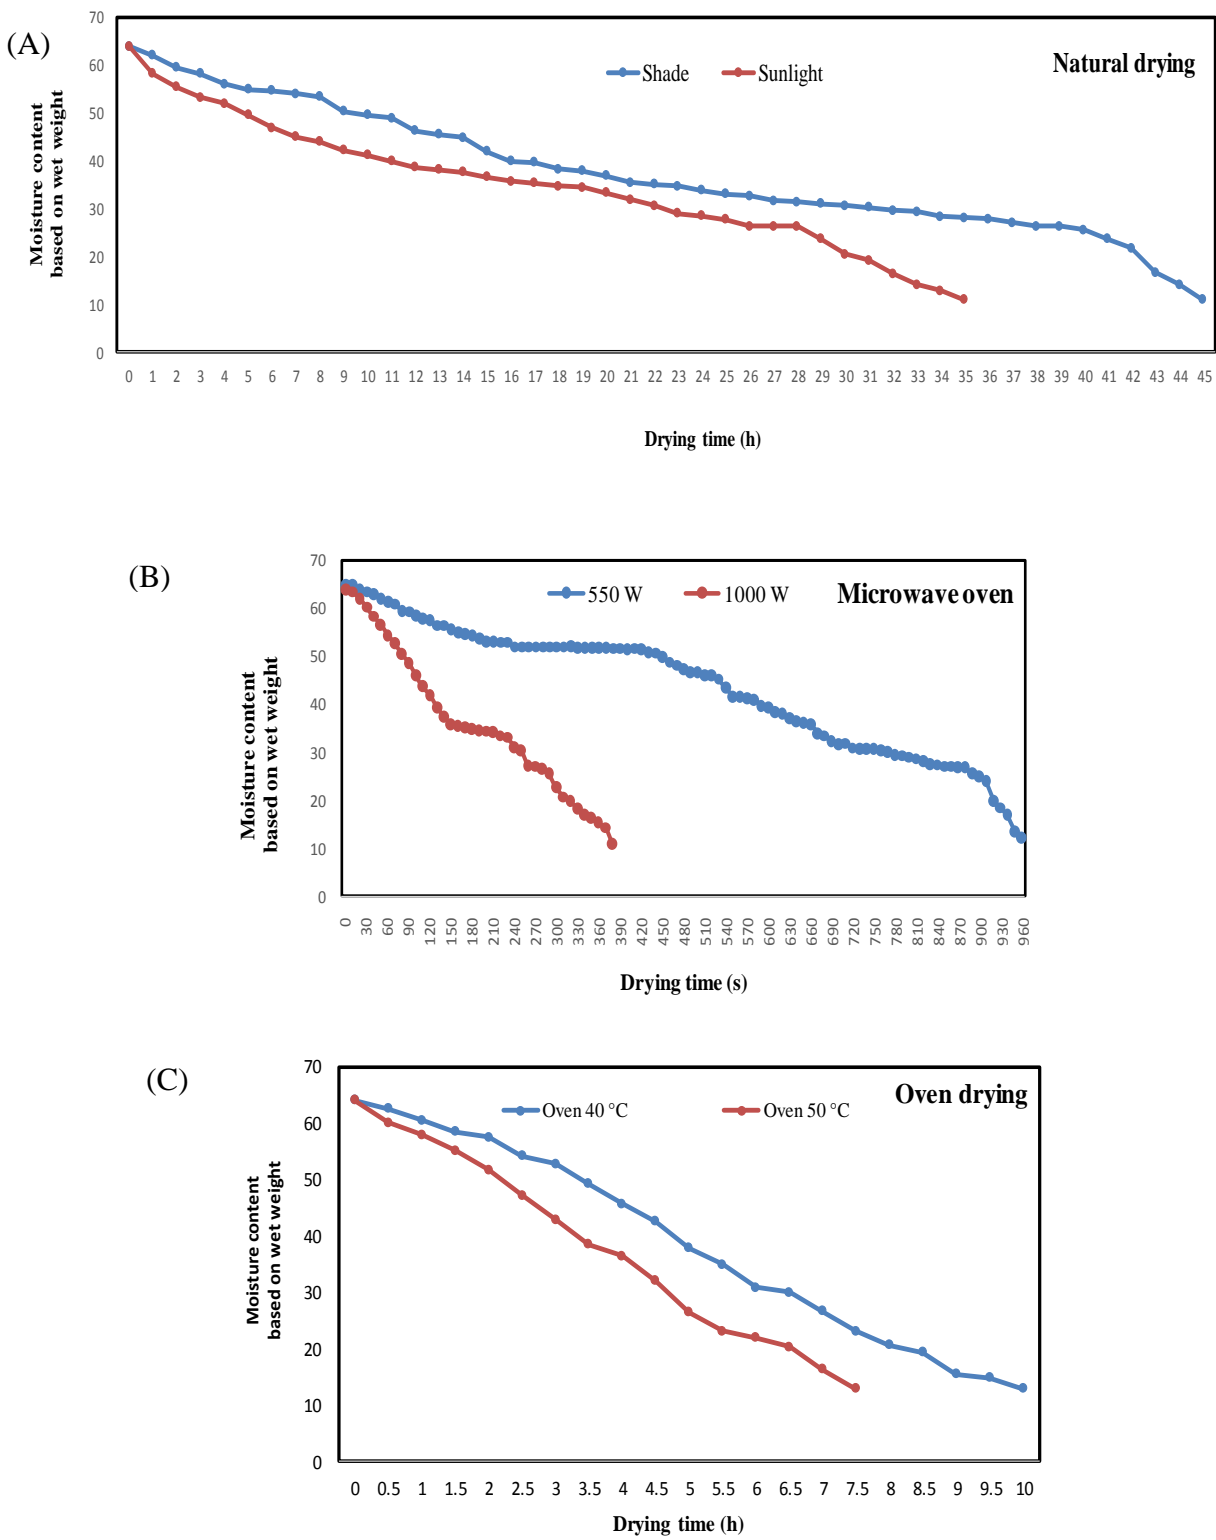 (A)
Natural drying
Shade Sunlight
Moisture content
based on wet weight
70
60
50
40
30
20
10
0
0 1 2 3 4 5 6 7 8 9 10 11 12 13 14 15 16 17 18 19 20 21 22 23 24 25 26 27 28 29 30 31 32 33 34 35 36 37 38 39 40 41 42 43 44 45
Drying time (h)
(B)
Microwave oven
550 W 1000 W
Moisture content
based on wet weight
70
60
50
40
30
20
10
0
0 30 60 90 120 150 180 210 240 270 300 330 360 390 420 450 480 510 540 570 600 630 660 690 720 750 780 810 840 870 900 930 960
Drying time (s)
(C)
Oven drying
Oven 40 °C Oven 50 °C
Moisture content
based on wet weight
70
60
50
40
30
20
10
0
0 0.5 1 1.5 2 2.5 3 3.5 4 4.5 5 5.5 6 6.5 7 7.5 8 8.5 9 9.5 10
Drying time (h)